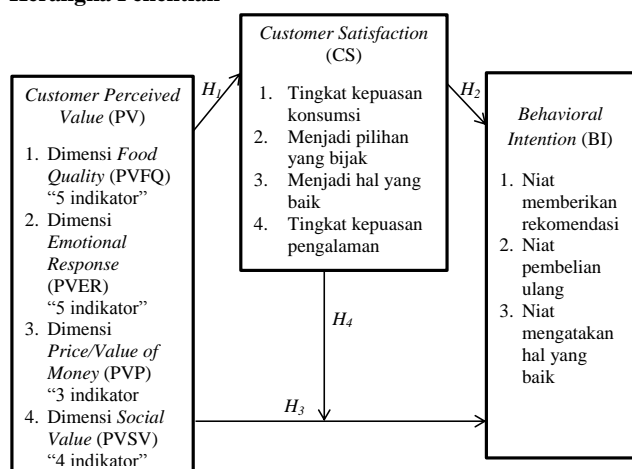 Customer Satisfaction
(CS)
1. Tingkat kepuasan
konsumsi
2. Menjadi pilihan
yang bijak
3. Menjadi hal yang
baik
4. Tingkat kepuasan
pengalaman
H1
H2
Customer Perceived
Value (PV)
1. Dimensi Food
Quality (PVFQ)
“5 indikator”
2. Dimensi
Emotional
Response
(PVER)
“5 indikator”
3. Dimensi
Price/Value of
Money (PVP)
“3 indikator
4. Dimensi Social
Value (PVSV)
“4 indikator”
Behavioral
Intention (BI)
1. Niat
memberikan
rekomendasi
2. Niat
pembelian
ulang
3. Niat
mengatakan
hal yang
baik
H4
H3